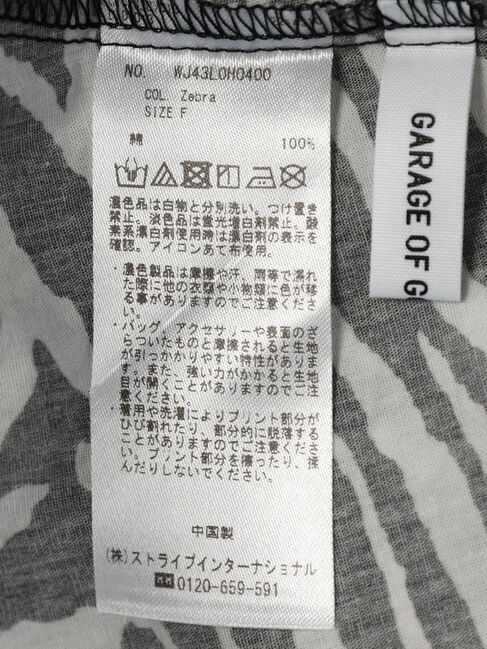 NO. WJ43L0H0400
COL. Zebra
SIZE F
綿 100%
濃色品は白物と分別洗い。つけ置き
禁止。淡色品は蛍光増白剤禁止。酸
素系漂白剤使用時は漂白剤の表示を
確認。アイコンあて布使用。
・濃色製品は摩擦や汗、雨等で濡れ
た際に他の衣類や小物類に色が移
る事がありますのでご注意くださ
い。
・バッグ、アクセサリーや表面のざ
らついたものと摩擦されると生地
が引っかかりやすい特性がありま
す。また、強い力がかかると生地
目が開くことがありますのでご注
意ください。
・着用や洗濯によりプリント部分が
ひび割れたり、部分的に脱落する
ことがありますのでご注意くださ
い。プリント部分を擦ったり、揉
んだりしないでください。
中国製
(株)ストライプインターナショナル
0120-659-591
GARAGE OF G